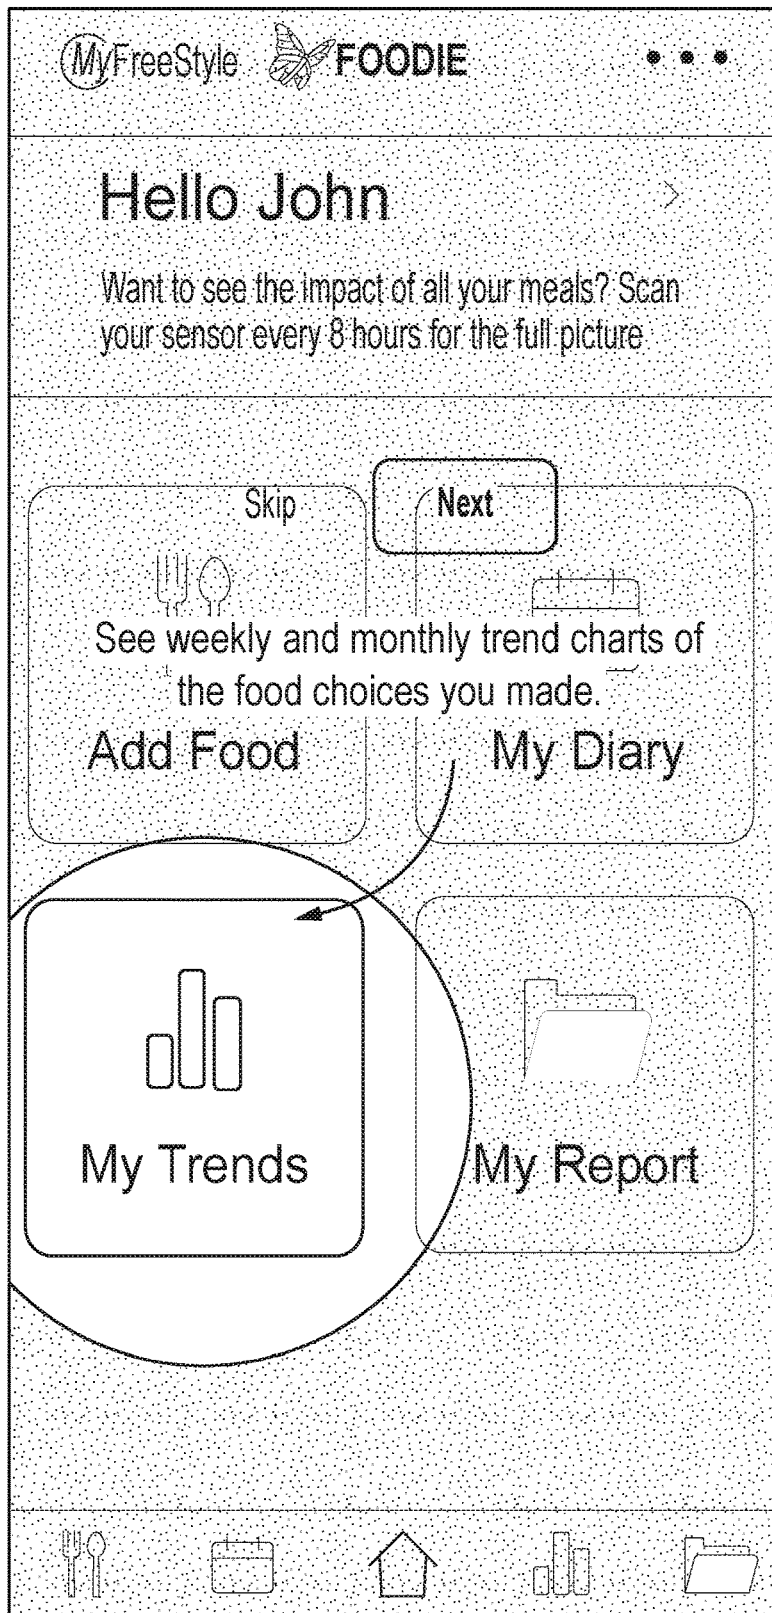 MyFreeStyle FOODIE
Hello John
Want to see the impact of all your meals? Scan
your sensor every 8 hours for the full picture
Skip Next
See weekly and monthly trend charts of
the food choices you made.
Add Food My Diary
My Trends My Report